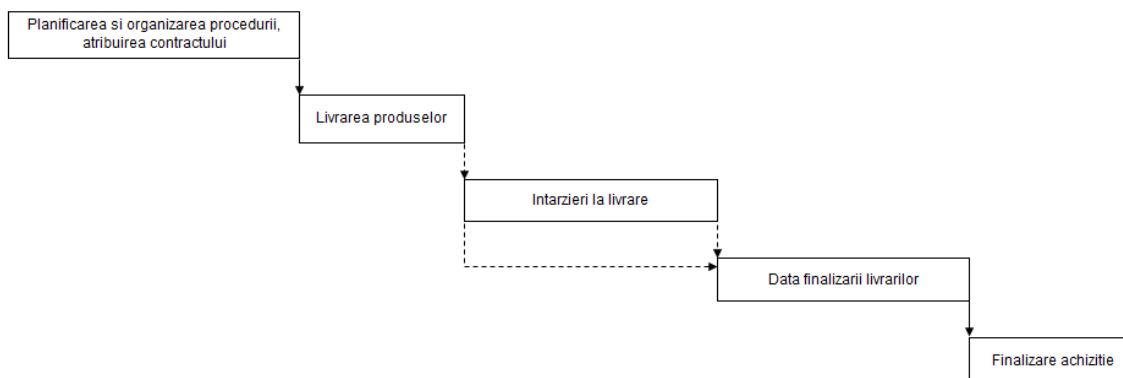 Planificarea si organizarea procedurii,
atribuirea contractului
Livrarea produselor
Intarzieri la livrare
Data finalizarii livrarilor
Finalizare achizitie